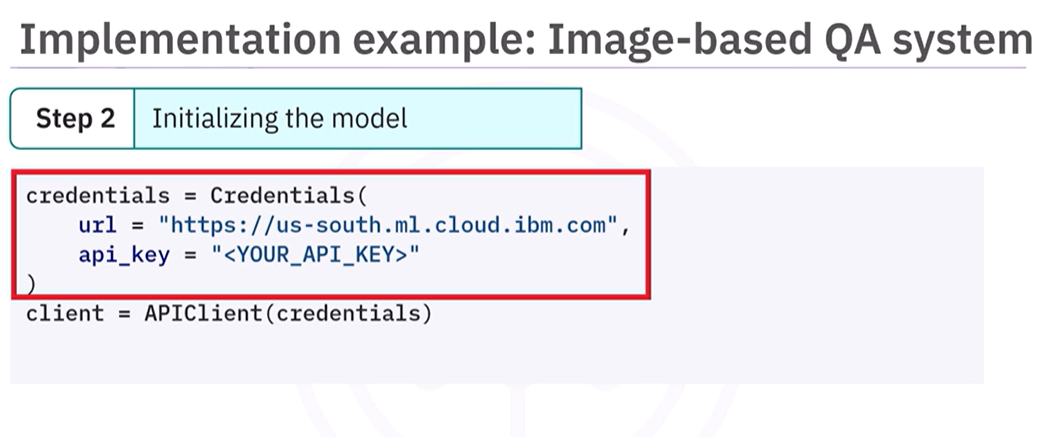 Implementation example: Image-based QA system
Step 2 Initializing the model
credentials = Credentials(
    url = "https://us-south.ml.cloud.ibm.com",
    api_key = "<YOUR_API_KEY>"
)
client = APIClient(credentials)